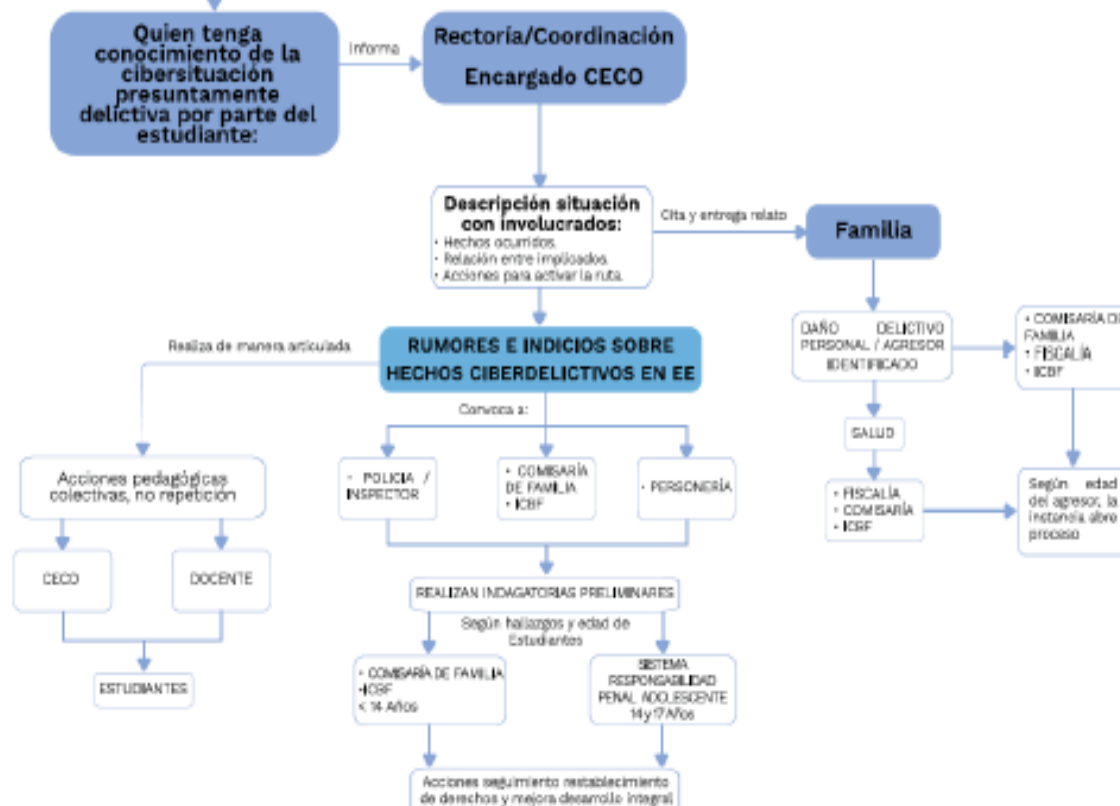 Quien tenga
conocimiento de la
cibersituación
presuntamente
delictiva por parte del
estudiante:
Informa
Rectoría/Coordinación
Encargado CECO
Descripción situación
con involucrados:
• Hechos ocurridos.
• Relación entre implicados.
• Acciones para activar la ruta.
Cita y entrega relato
Familia
DAÑO DELICTIVO
PERSONAL / AGRESOR
IDENTIFICADO
• COMISARÍA DE
FAMILIA
• FISCALÍA
• ICBF
SALUD
• FISCALÍA
• COMISARÍA
• ICBF
Según edad
del agresor, la
instancia abre
proceso
Realiza de manera articulada
RUMORES E INDICIOS SOBRE
HECHOS CIBERDELICTIVOS EN EE
Convoca a:
Acciones pedagógicas
colectivas, no repetición
CECO
DOCENTE
ESTUDIANTES
• POLICIA /
INSPECTOR
• COMISARÍA
DE FAMILIA
• ICBF
• PERSONERÍA
REALIZAN INDAGATORIAS PRELIMINARES
Según hallazgos y edad de
Estudiantes
• COMISARÍA DE FAMILIA
•ICBF
< 14 Años
SISTEMA
RESPONSABILIDAD
PENAL ADOLESCENTE
14 y 17 Años
Acciones seguimiento restablecimiento
de derechos y mejora desarrollo integral